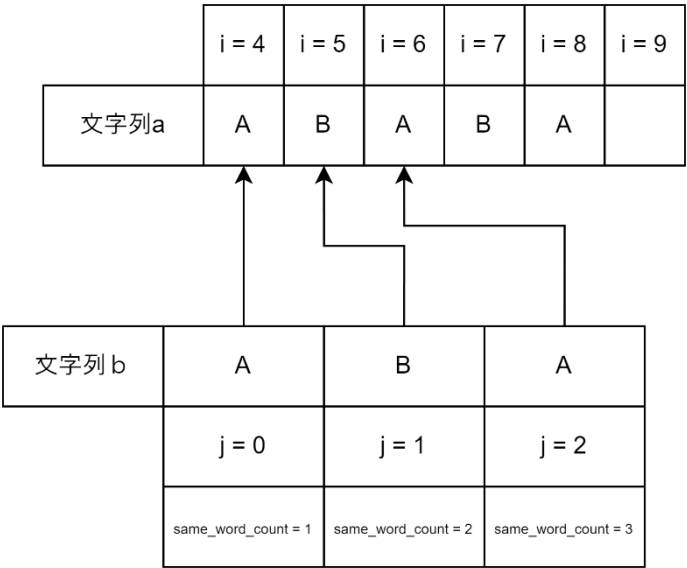 i = 4 i = 5 i = 6 i = 7 i = 8 i = 9
文字列a A B A B A
文字列ｂ A B A
j = 0 j = 1 j = 2
same_word_count = 1 same_word_count = 2 same_word_count = 3